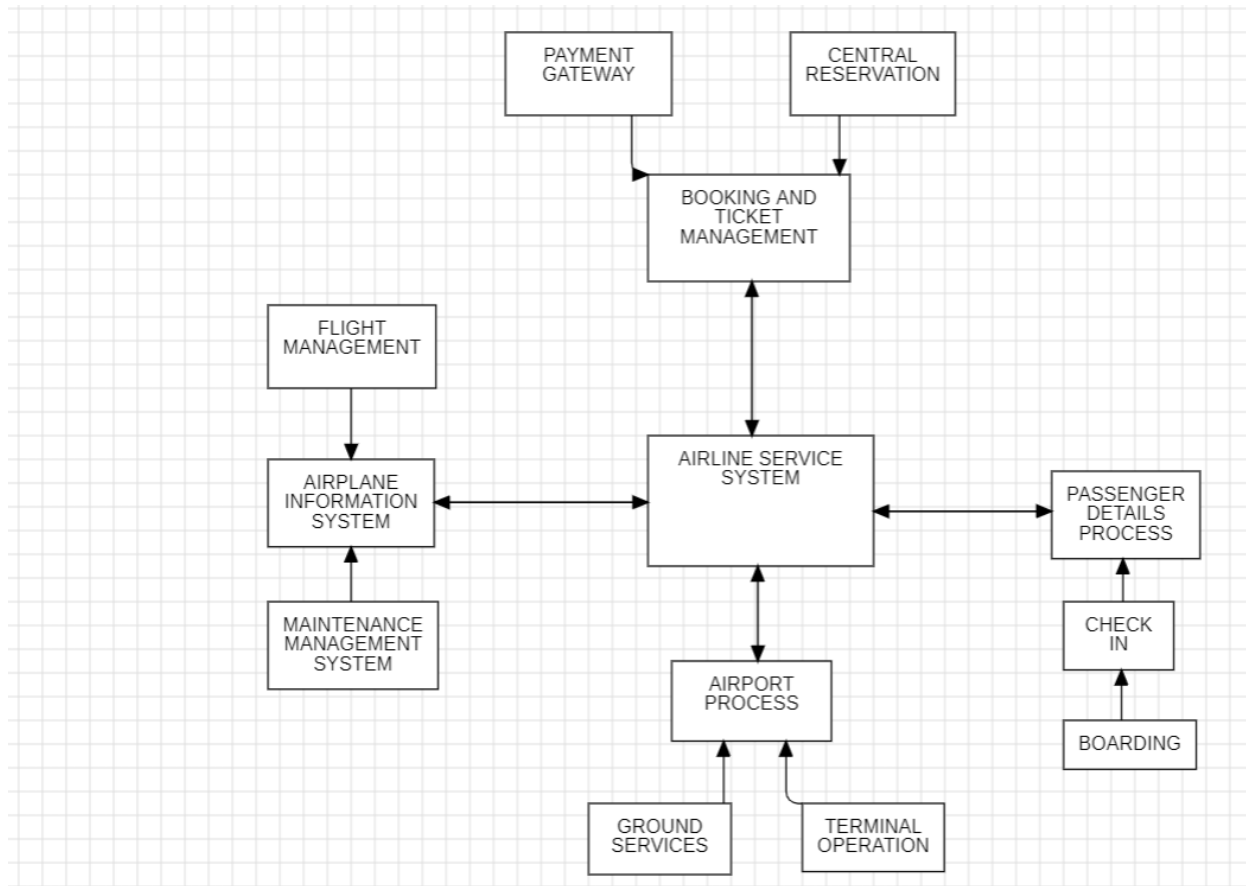 PAYMENT
GATEWAY
CENTRAL
RESERVATION
BOOKING AND
TICKET
MANAGEMENT
FLIGHT
MANAGEMENT
AIRLINE SERVICE
SYSTEM
AIRPLANE
INFORMATION
SYSTEM
PASSENGER
DETAILS
PROCESS
MAINTENANCE
MANAGEMENT
SYSTEM
CHECK
IN
AIRPORT
PROCESS
BOARDING
GROUND
SERVICES
TERMINAL
OPERATION